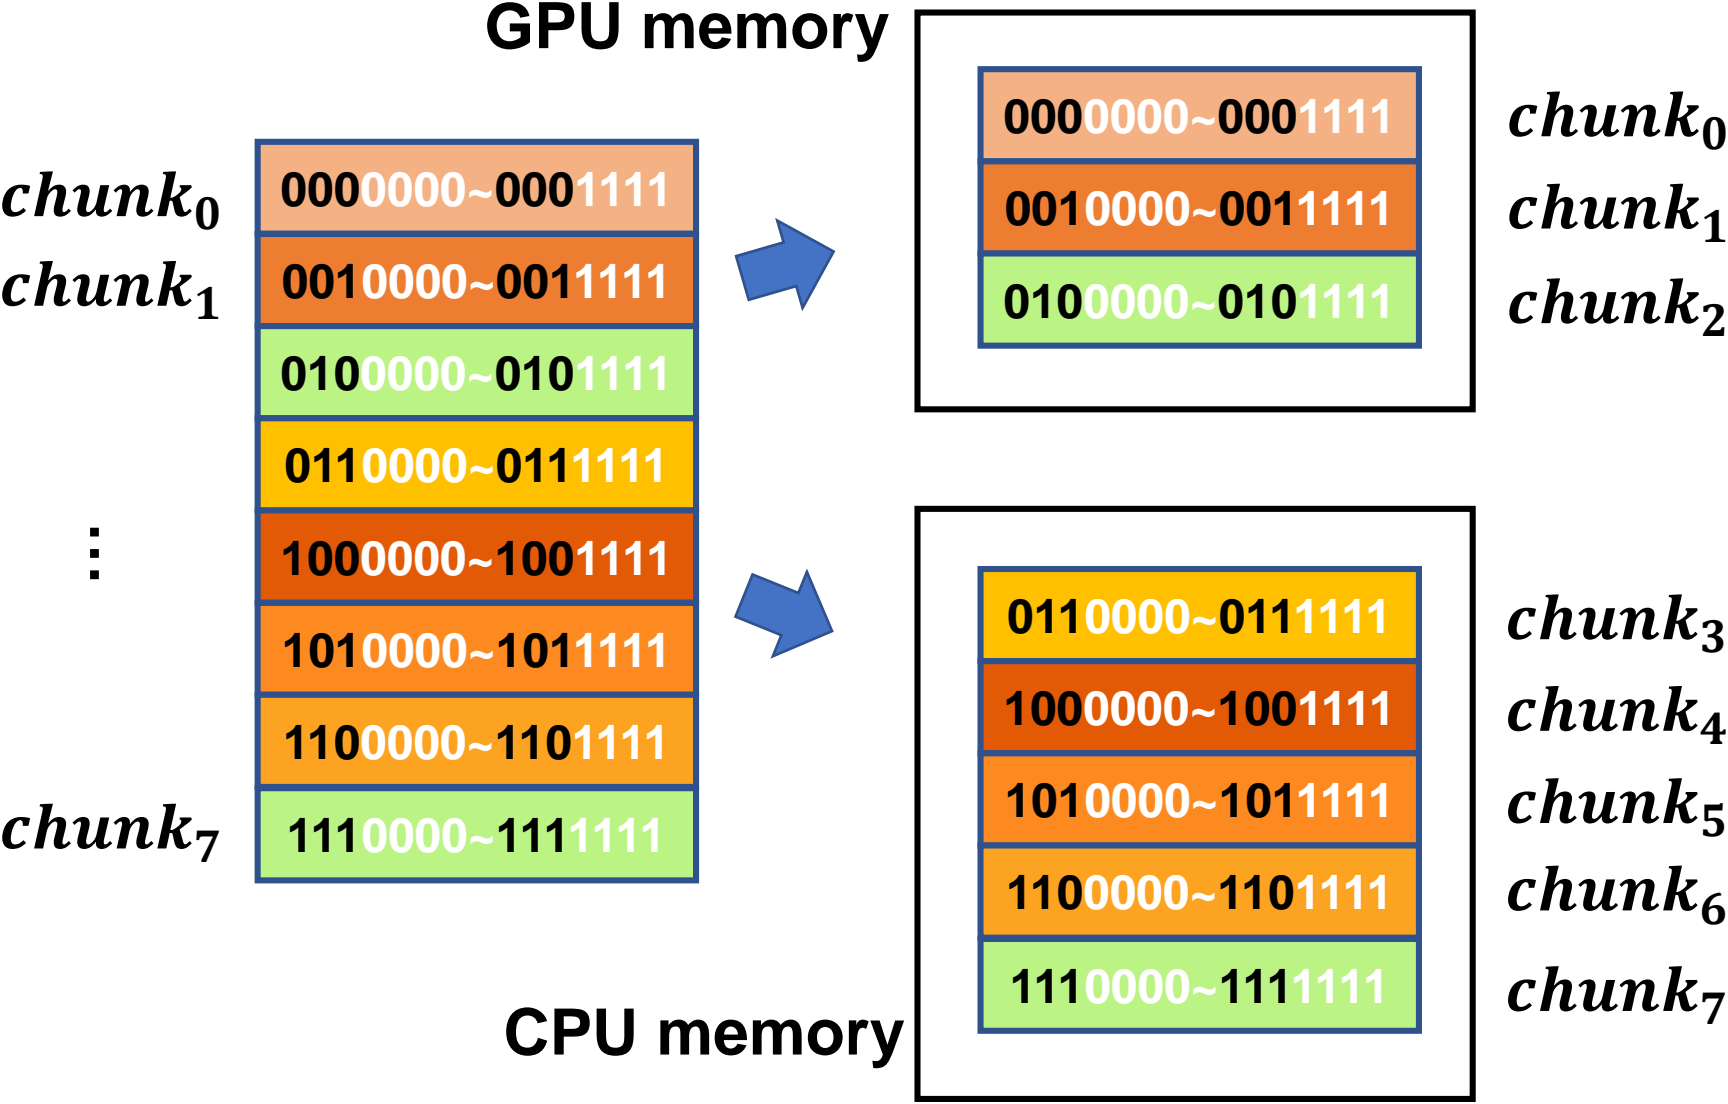 GPU memory
chunk₀
0000000~0001111
chunk₁
0010000~0011111
0100000~0101111
0110000~0111111
⋮
1000000~1001111
1010000~1011111
1100000~1101111
chunk₇
1110000~1111111
0000000~0001111
chunk₀
0010000~0011111
chunk₁
0100000~0101111
chunk₂
0110000~0111111
chunk₃
1000000~1001111
chunk₄
1010000~1011111
chunk₅
1100000~1101111
chunk₆
1110000~1111111
chunk₇
CPU memory